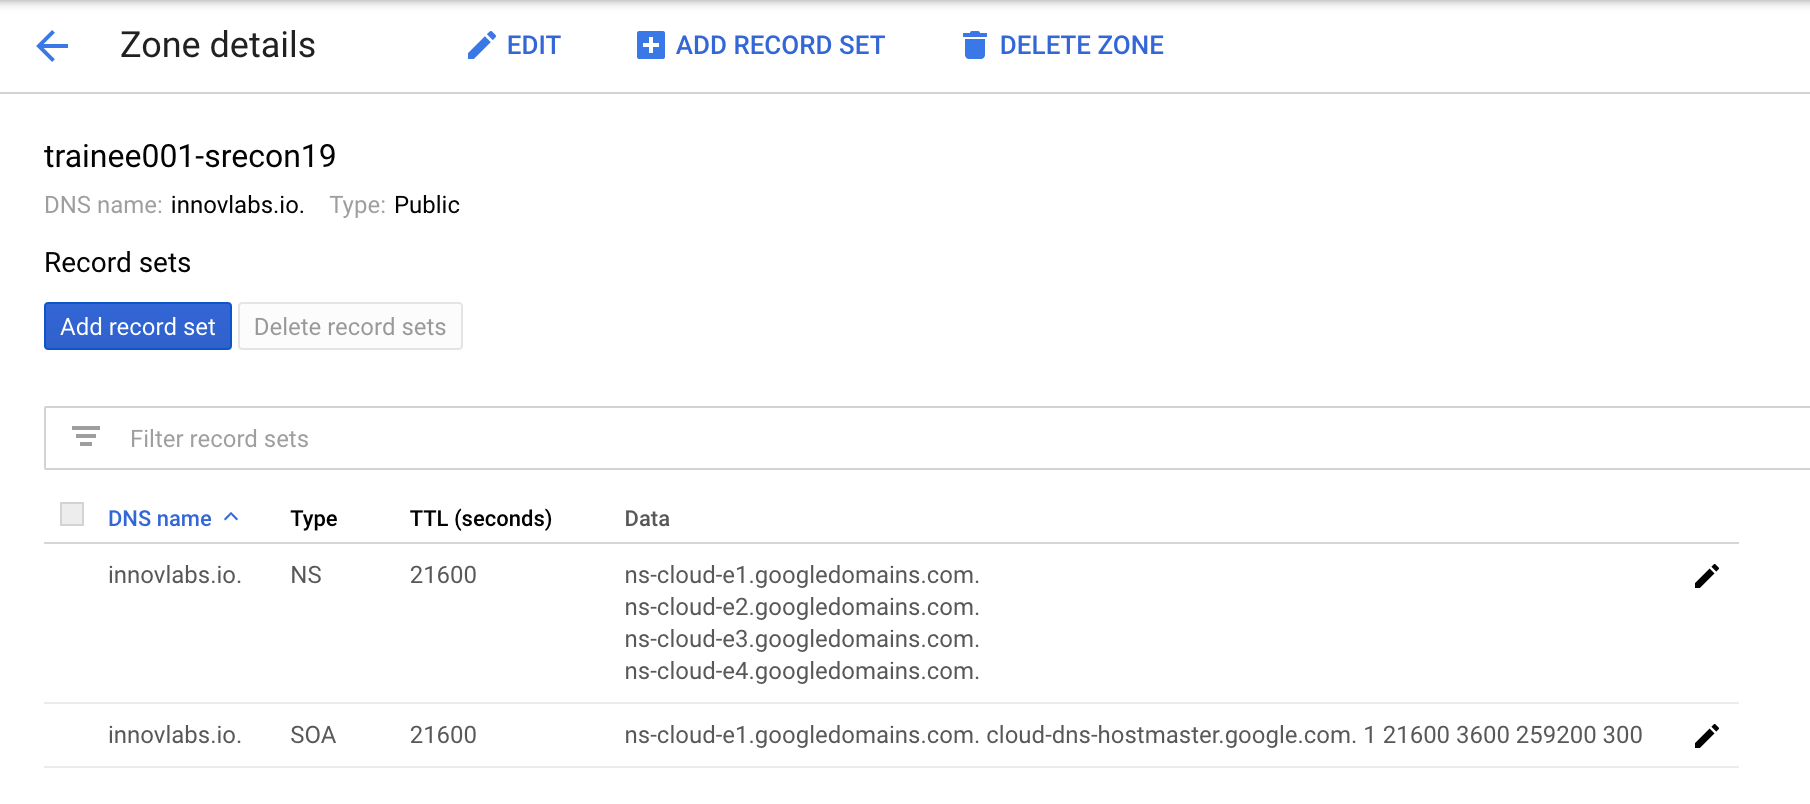 Zone details EDIT ADD RECORD SET DELETE ZONE
trainee001-srecon19
DNS name: innovlabs.io. Type: Public
Record sets
Add record set Delete record sets
Filter record sets
DNS name Type TTL (seconds) Data
innovlabs.io. NS 21600 ns-cloud-e1.googledomains.com.
ns-cloud-e2.googledomains.com.
ns-cloud-e3.googledomains.com.
ns-cloud-e4.googledomains.com.
innovlabs.io. SOA 21600 ns-cloud-e1.googledomains.com. cloud-dns-hostmaster.google.com. 1 21600 3600 259200 300